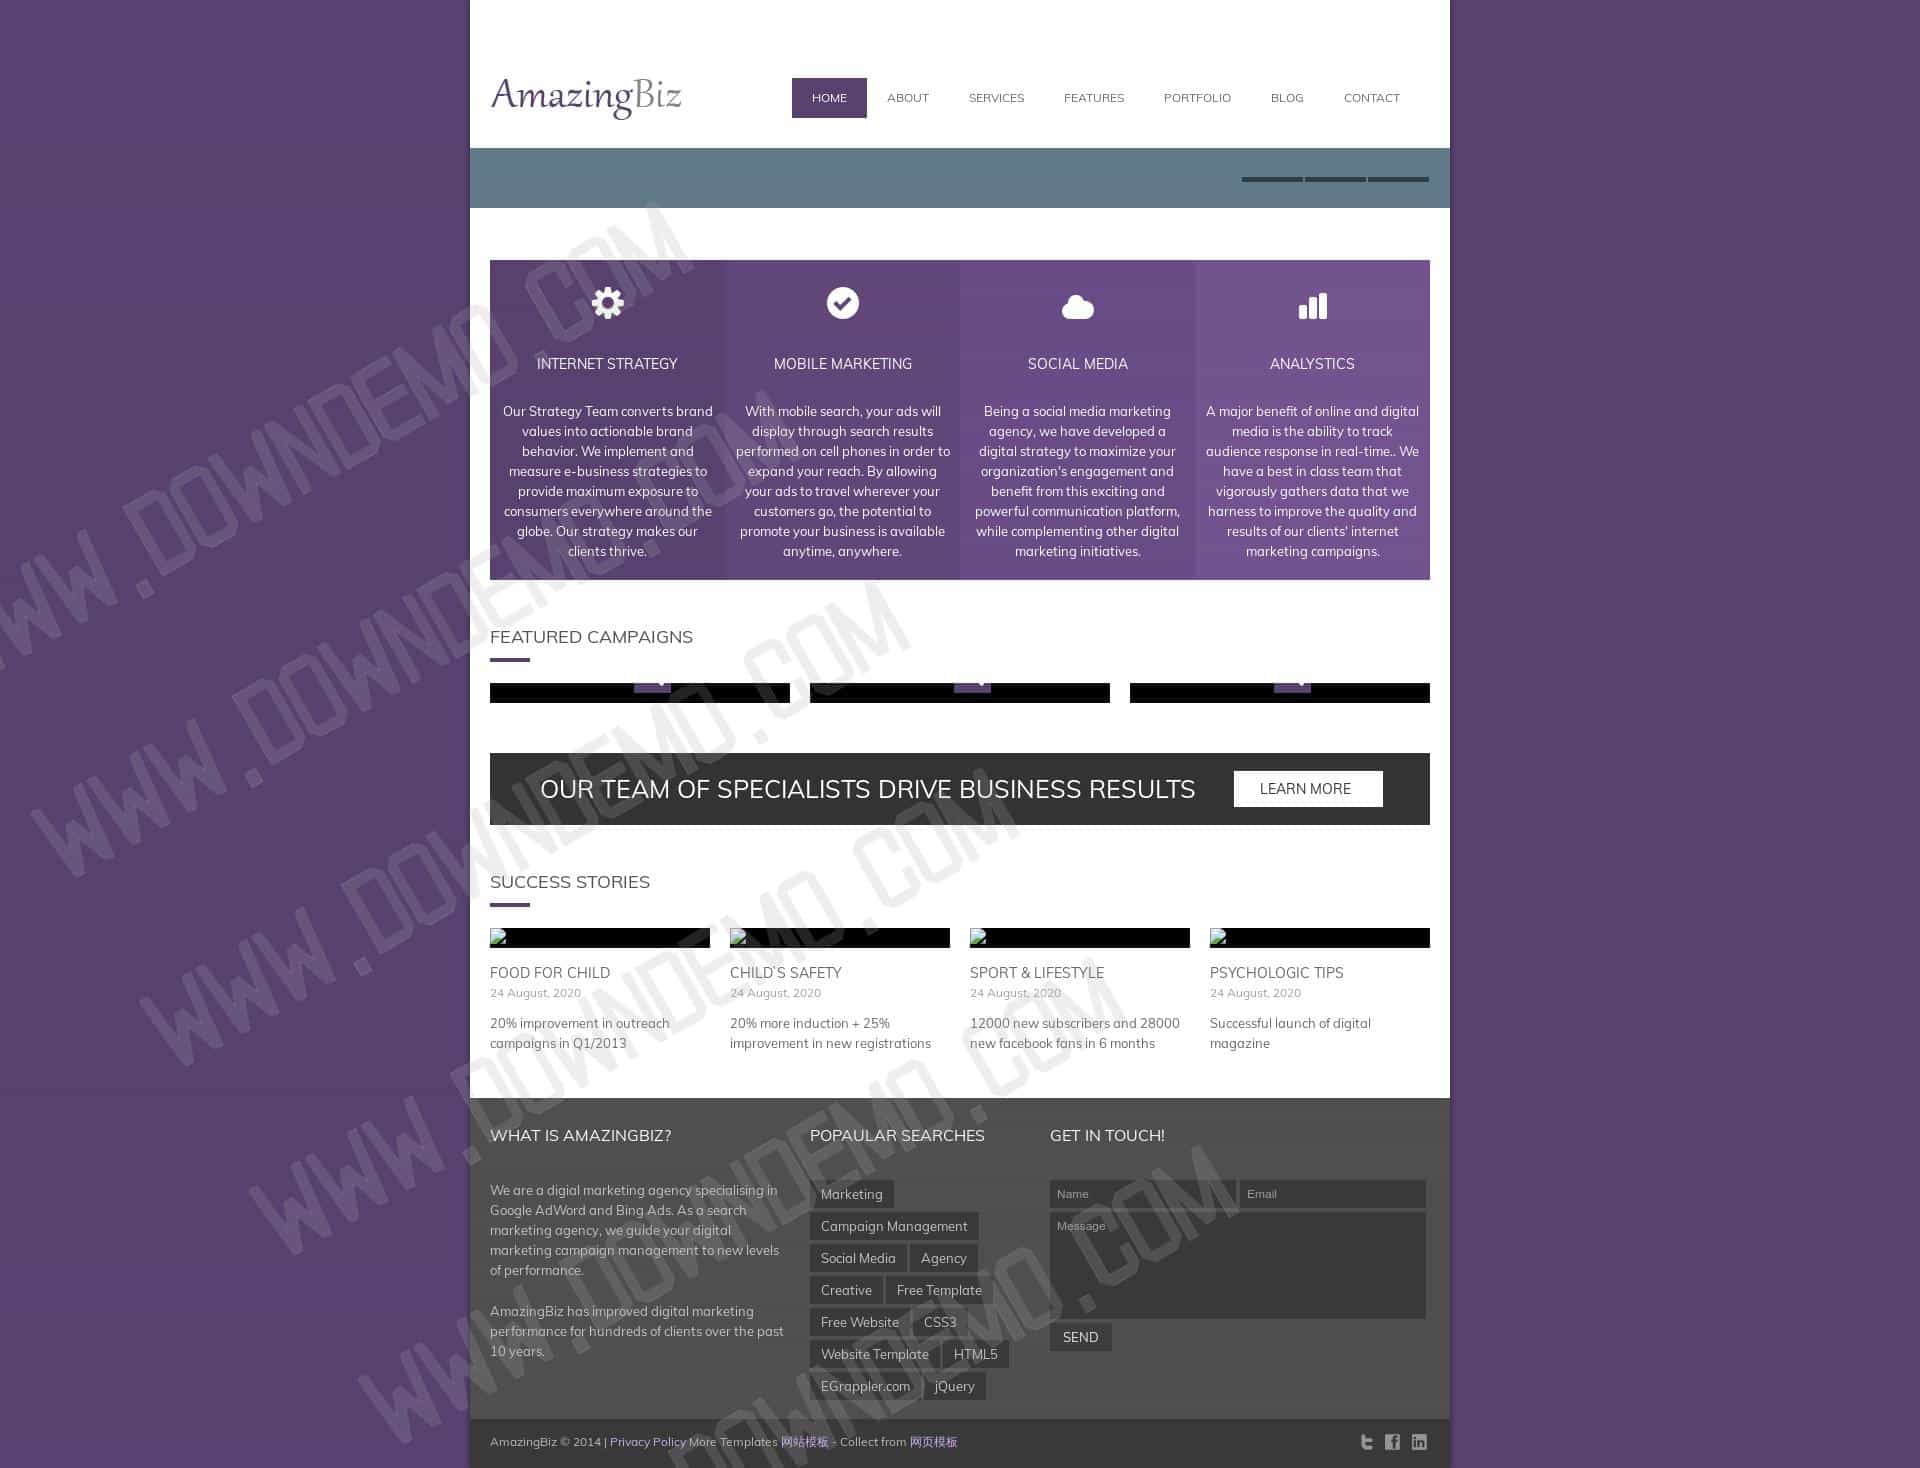 AmazingBiz
HOME ABOUT SERVICES FEATURES PORTFOLIO BLOG CONTACT
INTERNET STRATEGY
Our Strategy Team converts brand
values into actionable brand
behavior. We implement and
measure e-business strategies to
provide maximum exposure to
consumers everywhere around the
globe. Our strategy makes our
clients thrive.
MOBILE MARKETING
With mobile search, your ads will
display through search results
performed on cell phones in order to
expand your reach. By allowing
your ads to travel wherever your
customers go, the potential to
promote your business is available
anytime, anywhere.
SOCIAL MEDIA
Being a social media marketing
agency, we have developed a
digital strategy to maximize your
organization's engagement and
benefit from this exciting and
powerful communication platform,
while complementing other digital
marketing initiatives.
ANALYSTICS
A major benefit of online and digital
media is the ability to track
audience response in real-time.. We
have a best in class team that
vigorously gathers data that we
harness to improve the quality and
results of our clients' internet
marketing campaigns.
FEATURED CAMPAIGNS
OUR TEAM OF SPECIALISTS DRIVE BUSINESS RESULTS
LEARN MORE
SUCCESS STORIES
FOOD FOR CHILD
24 August, 2020
20% improvement in outreach
campaigns in Q1/2013
CHILD`S SAFETY
24 August, 2020
20% more induction + 25%
improvement in new registrations
SPORT & LIFESTYLE
24 August, 2020
12000 new subscribers and 28000
new facebook fans in 6 months
PSYCHOLOGIC TIPS
24 August, 2020
Successful launch of digital
magazine
WHAT IS AMAZINGBIZ?
We are a digial marketing agency specialising in
Google AdWord and Bing Ads. As a search
marketing agency, we guide your digital
marketing campaign management to new levels
of performance.
AmazingBiz has improved digital marketing
performance for hundreds of clients over the past
10 years.
POPAULAR SEARCHES
Marketing
Campaign Management
Social Media Agency
Creative Free Template
Free Website CSS3
Website Template HTML5
EGrappler.com jQuery
GET IN TOUCH!
Name Email
Message
SEND
AmazingBiz © 2014 | Privacy Policy More Templates 网站模板 - Collect from 网页模板
WWW.DOWNDEMO.COM
WWW.DOWNDEMO.COM
WWW.DOWNDEMO.COM
WWW.DOWNDEMO.COM
WWW.DOWNDEMO.COM
DOWNDEMO.COM